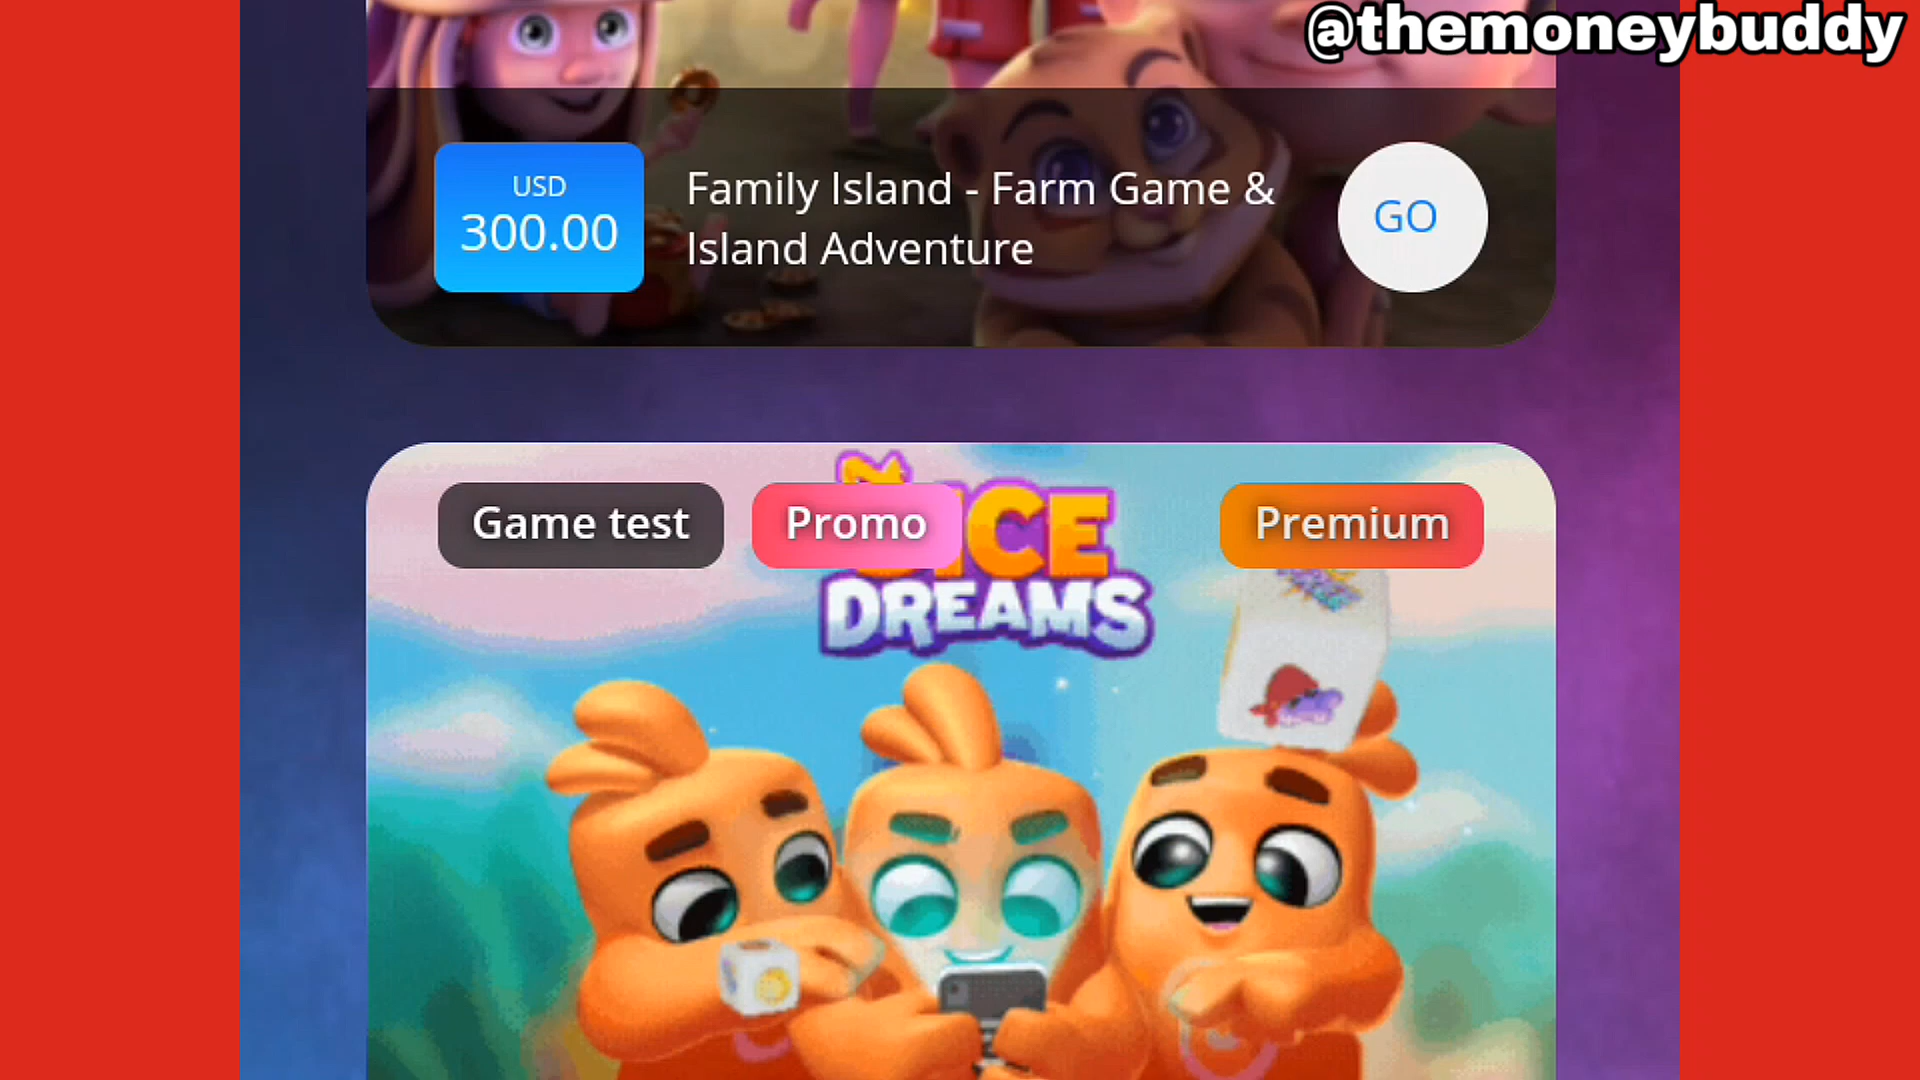 @themoneybuddy
USD
300.00
Family Island - Farm Game &
Island Adventure
GO
Game test
Promo
Premium
DREAMS